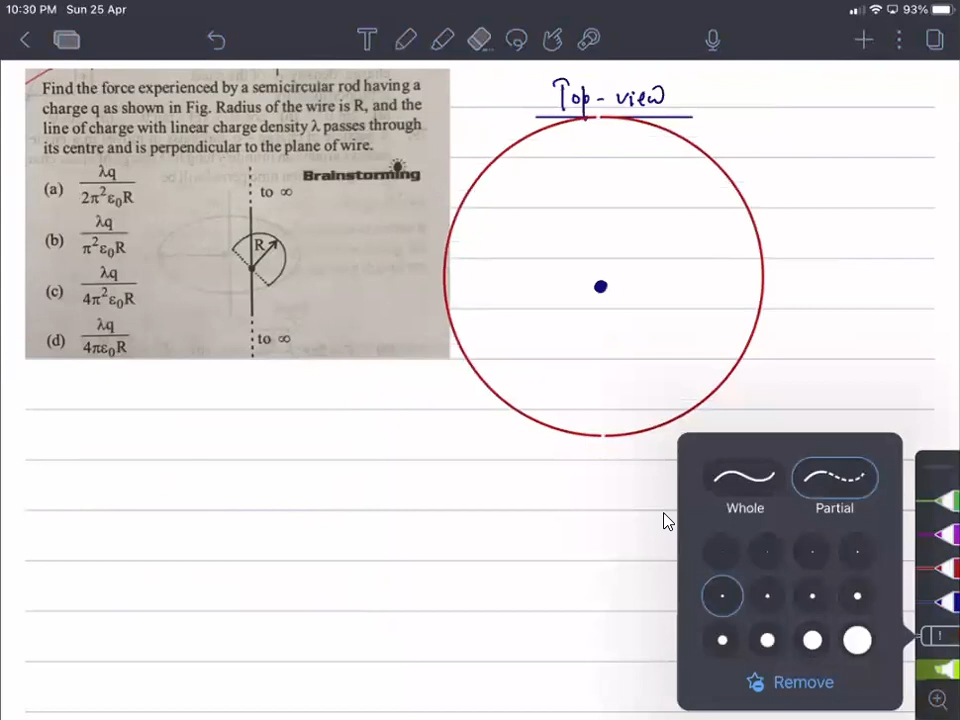 10:30 PM Sun 25 Apr
93%
Top-view
Find the force experienced by a semicircular rod having a
charge q as shown in Fig. Radius of the wire is R, and the
line of charge with linear charge density λ passes through
its centre and is perpendicular to the plane of wire.
Brainstorming
(a) λq / 2π²ε₀R
(b) λq / π²ε₀R
(c) λq / 4π²ε₀R
(d) λq / 4πε₀R
to ∞
R
to ∞
Whole Partial
Remove